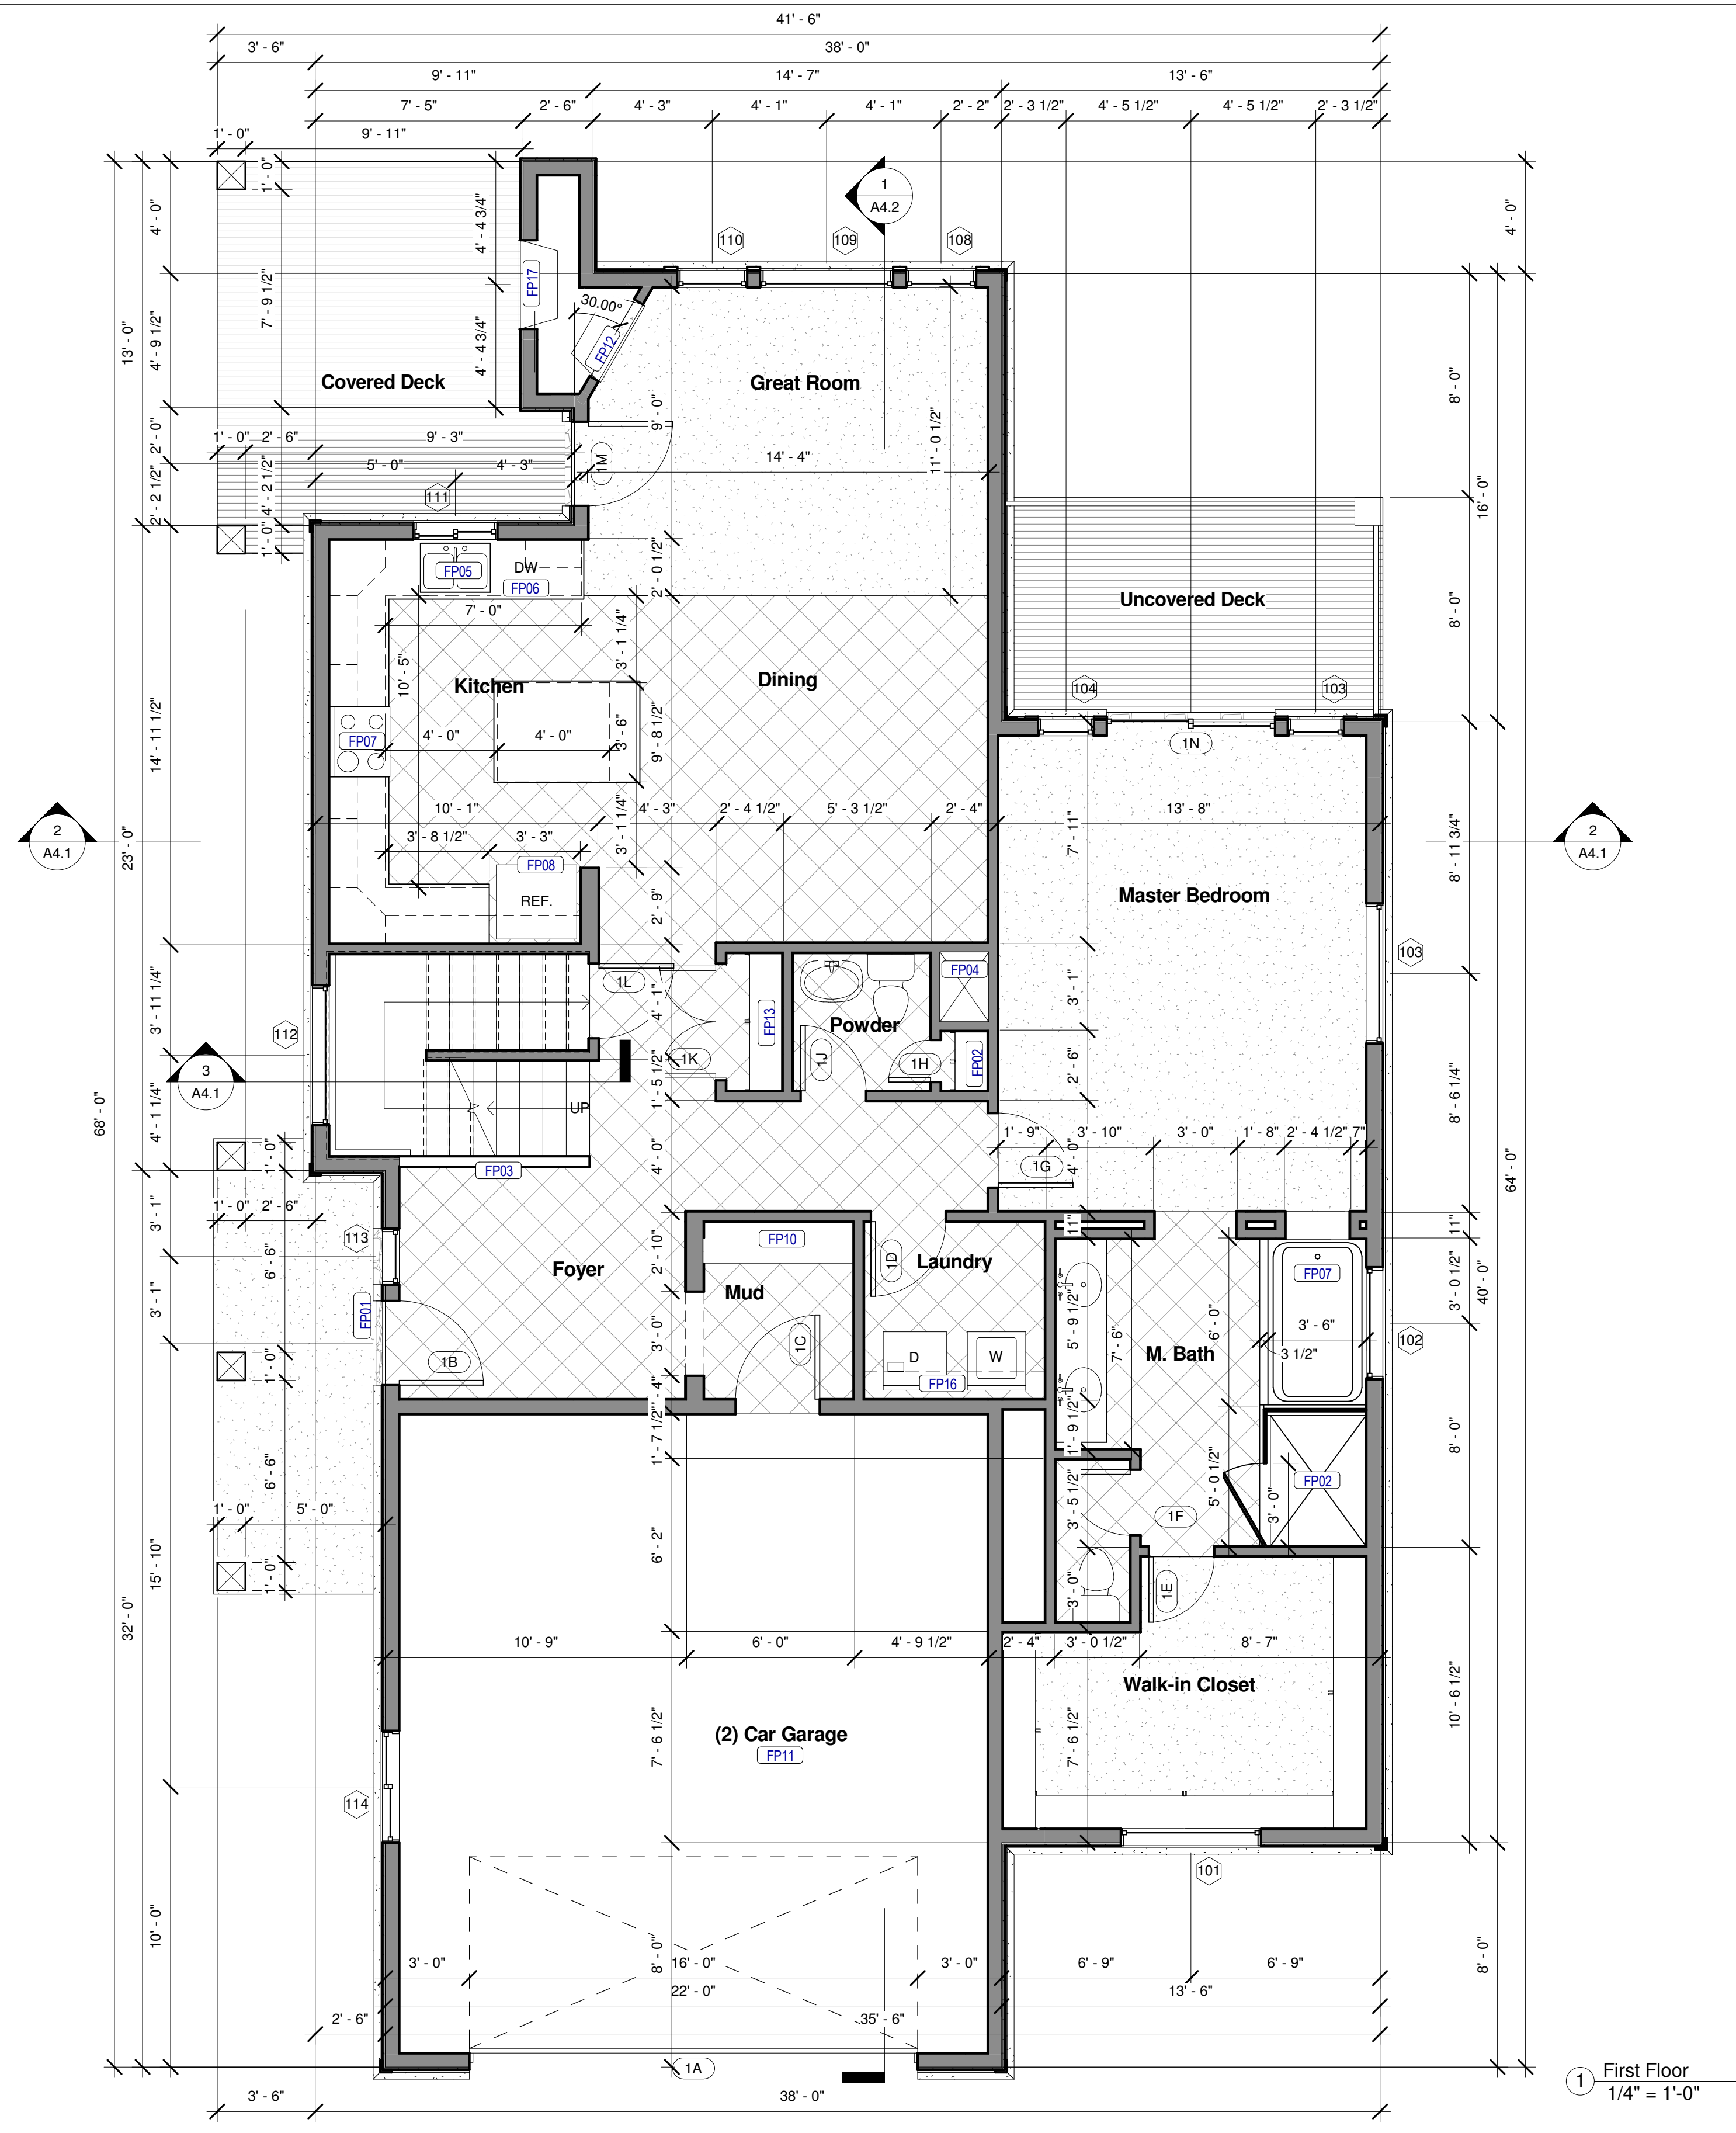 41' - 6"
3' - 6" 38' - 0"
9' - 11" 14' - 7" 13' - 6"
7' - 5" 2' - 6" 4' - 3" 4' - 1" 4' - 1" 2' - 2" 2' - 3 1/2" 4' - 5 1/2" 4' - 5 1/2" 2' - 3 1/2"
1' - 0" 9' - 11"
1' - 0"
4' - 0"
4' - 4 3/4"
1
A4.2
4' - 0"
110 109 108
13' - 0"
4' - 9 1/2"
7' - 9 1/2"
FP17
30.00°
FP12
4' - 4 3/4"
Covered Deck
Great Room
8' - 0"
9' - 0"
11' - 0 1/2"
2' - 0"
1' - 0" 2' - 6" 9' - 3"
5' - 0" 4' - 3"
1M
14' - 4"
2' - 2 1/2"
4' - 2 1/2"
111
16' - 0"
1' - 0"
FP05
DW
FP06
2' - 0 1/2"
7' - 0"
Uncovered Deck
8' - 0"
3' - 1 1/4"
10' - 5"
Kitchen
Dining
104 103
1N
14' - 11 1/2"
FP07
4' - 0" 4' - 0"
3' - 6"
9' - 8 1/2"
10' - 1" 4' - 3" 2' - 4 1/2" 5' - 3 1/2" 2' - 4" 13' - 8"
3' - 8 1/2" 3' - 3"
3' - 1 1/4"
7' - 11"
2
A4.1
23' - 0"
2
A4.1
8' - 11 3/4"
FP08
REF.
2' - 9"
Master Bedroom
103
1L
FP04
3' - 11 1/4"
4' - 1"
FP13
Powder
3' - 1"
112
1K
1J
1H
FP02
2' - 6"
1' - 5 1/2"
3
A4.1
8' - 6 1/4"
68' - 0"
UP
4' - 1 1/4"
1' - 0"
FP03
4' - 0"
1' - 9" 3' - 10" 3' - 0" 1' - 8" 2' - 4 1/2" 7"
1G
4' - 0"
64' - 0"
1' - 0" 2' - 6"
3' - 1"
113
6' - 6"
FP10
2' - 10"
Foyer
Mud
1D
Laundry
11"
11"
FP07
3' - 0 1/2"
40' - 0"
3' - 1"
FP01
1B
3' - 0"
1C
D
W
FP16
5' - 9 1/2"
7' - 6"
M. Bath
6' - 0"
3' - 6"
3 1/2"
102
1' - 0"
4"
1' - 7 1/2"
1' - 9 1/2"
8' - 0"
6' - 6"
1' - 0" 5' - 0"
3' - 5 1/2"
5' - 0 1/2"
3' - 0"
FP02
1F
6' - 2"
15' - 10"
1' - 0"
3' - 0"
1E
32' - 0"
10' - 9" 6' - 0" 4' - 9 1/2" 2' - 4" 3' - 0 1/2" 8' - 7"
Walk-in Closet
10' - 6 1/2"
(2) Car Garage
FP11
7' - 6 1/2"
7' - 6 1/2"
114
101
10' - 0"
8' - 0"
8' - 0"
3' - 0" 16' - 0" 3' - 0" 6' - 9" 6' - 9"
22' - 0" 13' - 6"
2' - 6" 35' - 6"
1A
3' - 6" 38' - 0"
1 First Floor
1/4" = 1'-0"